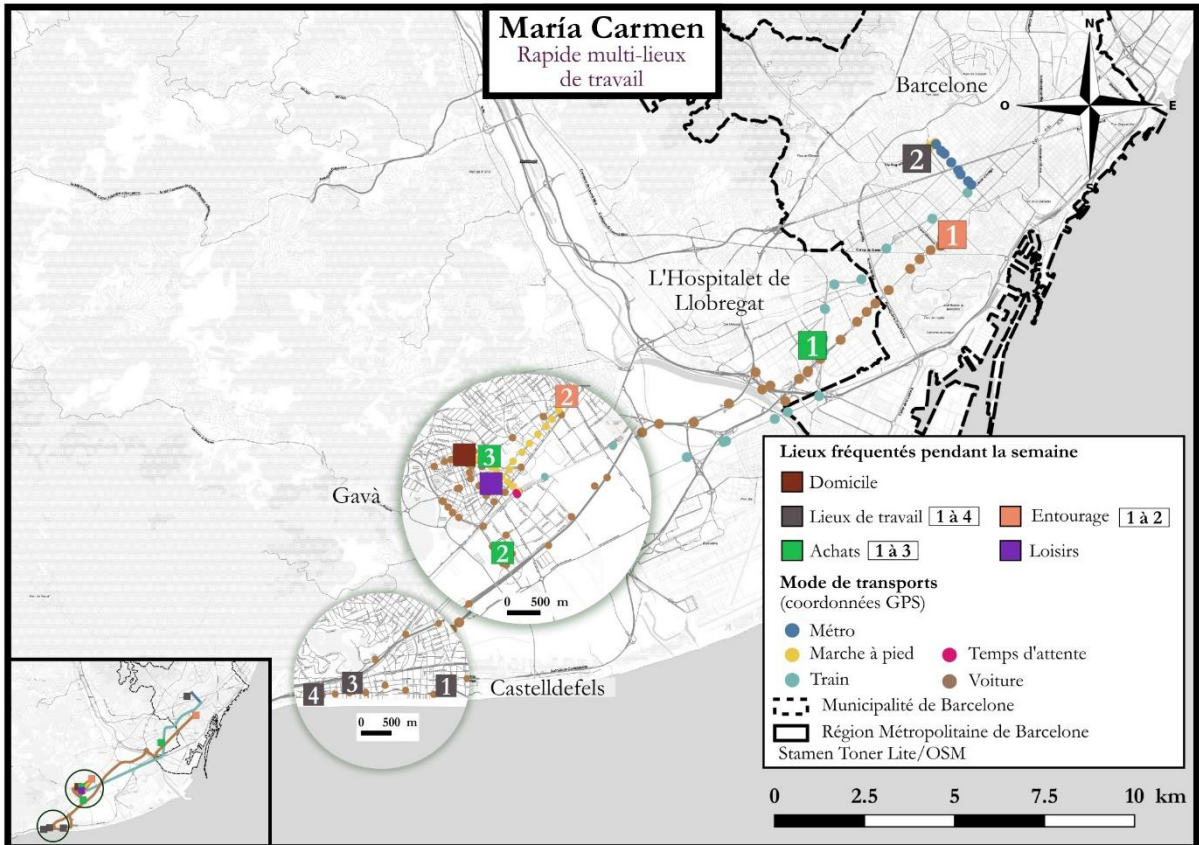 María Carmen
Rapide multi-lieux
de travail
Barcelone
N
O
E
S
2
1
L'Hospitalet de
Llobregat
1
2
3
Gavà
2
0 500 m
Castelldefels
4
3
1
0 500 m
Lieux fréquentés pendant la semaine
Domicile
Lieux de travail 1 à 4
Entourage 1 à 2
Achats 1 à 3
Loisirs
Mode de transports
(coordonnées GPS)
Métro
Marche à pied
Temps d'attente
Train
Voiture
Municipalité de Barcelone
Région Métropolitaine de Barcelone
Stamen Toner Lite/OSM
0 2.5 5 7.5 10 km